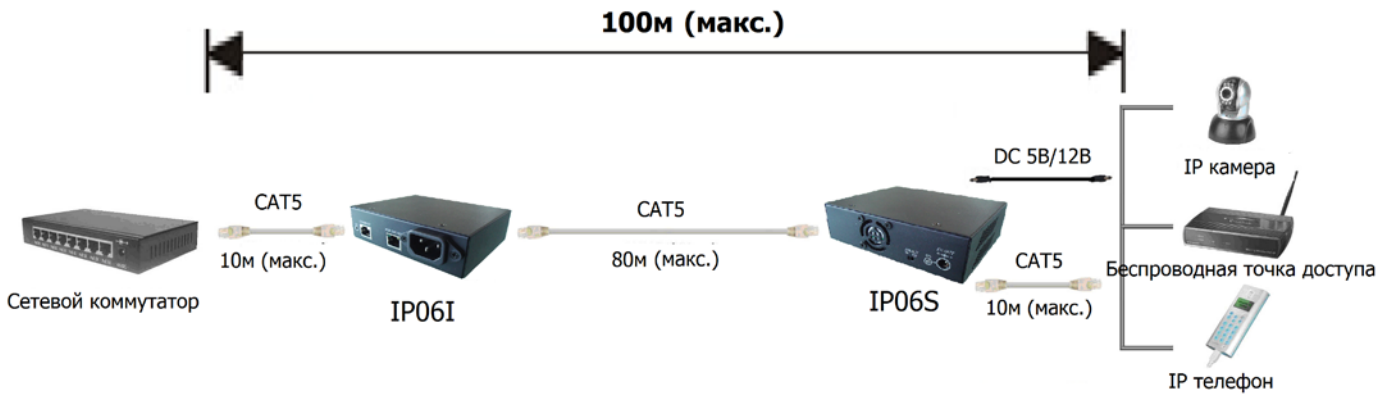 100м (макс.)
DC 5В/12В
IP камера
CAT5
CAT5
10м (макс.)
80м (макс.)
CAT5
Беспроводная точка доступа
Сетевой коммутатор
IP06I
IP06S
10м (макс.)
IP телефон